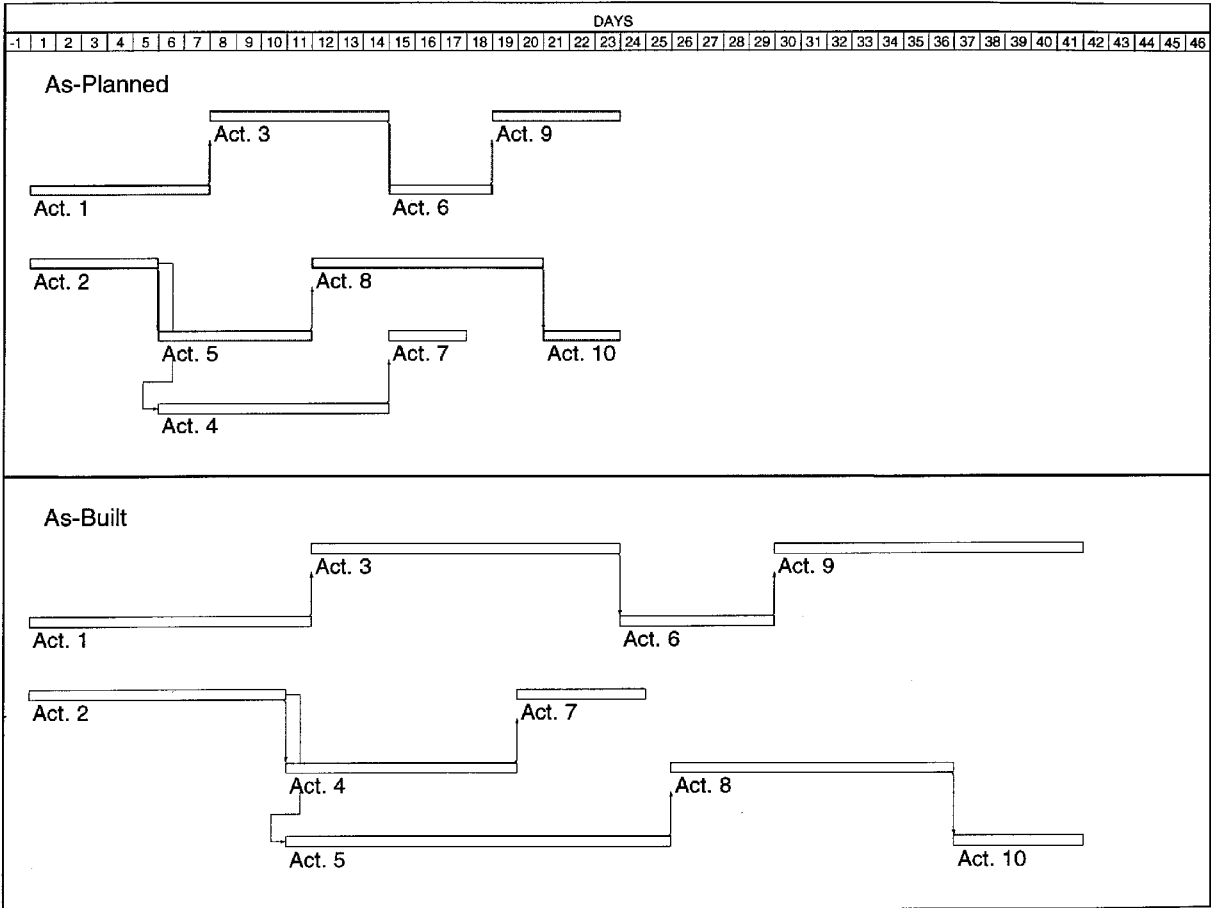 DAYS
-1 1 2 3 4 5 6 7 8 9 10 11 12 13 14 15 16 17 18 19 20 21 22 23 24 25 26 27 28 29 30 31 32 33 34 35 36 37 38 39 40 41 42 43 44 45 46
As-Planned
Act. 3 Act. 9
Act. 1 Act. 6
Act. 2 Act. 8
Act. 5 Act. 7 Act. 10
Act. 4
As-Built
Act. 3 Act. 9
Act. 1 Act. 6
Act. 2 Act. 7
Act. 4 Act. 8
Act. 5 Act. 10